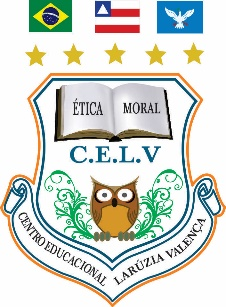 ÉTICA MORAL
C.E.L.V
CENTRO EDUCACIONAL LARÚZIA VALENÇA